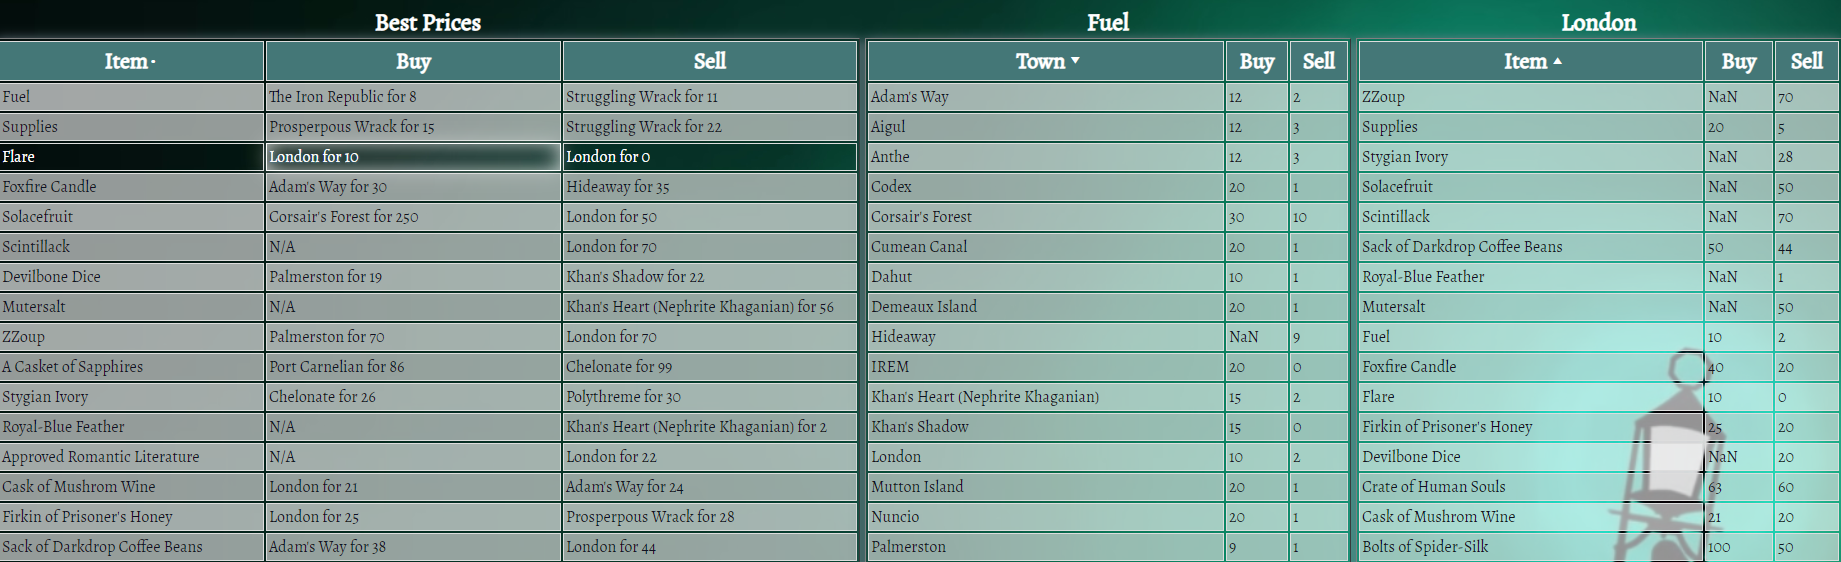 Best Prices Fuel London
Item · Buy Sell Town ▾ Buy Sell Item ▴ Buy Sell
Fuel The Iron Republic for 8 Struggling Wrack for 11 Adam's Way 12 2 ZZoup NaN 70
Supplies Prosperpous Wrack for 15 Struggling Wrack for 22 Aigul 12 3 Supplies 20 5
Flare London for 10 London for 0 Anthe 12 3 Stygian Ivory NaN 28
Foxfire Candle Adam's Way for 30 Hideaway for 35 Codex 20 1 Solacefruit NaN 50
Solacefruit Corsair's Forest for 250 London for 50 Corsair's Forest 30 10 Scintillack NaN 70
Scintillack N/A London for 70 Cumean Canal 20 1 Sack of Darkdrop Coffee Beans 50 44
Devilbone Dice Palmerston for 19 Khan's Shadow for 22 Dahut 10 1 Royal-Blue Feather NaN 1
Mutersalt N/A Khan's Heart (Nephrite Khaganian) for 56 Demeaux Island 20 1 Mutersalt NaN 50
ZZoup Palmerston for 70 London for 70 Hideaway NaN 9 Fuel 10 2
A Casket of Sapphires Port Carnelian for 86 Chelonate for 99 IREM 20 0 Foxfire Candle 40 20
Stygian Ivory Chelonate for 26 Polythreme for 30 Khan's Heart (Nephrite Khaganian) 15 2 Flare 10 0
Royal-Blue Feather N/A Khan's Heart (Nephrite Khaganian) for 2 Khan's Shadow 15 0 Firkin of Prisoner's Honey 25 20
Approved Romantic Literature N/A London for 22 London 10 2 Devilbone Dice NaN 20
Cask of Mushrom Wine London for 21 Adam's Way for 24 Mutton Island 20 1 Crate of Human Souls 63 60
Firkin of Prisoner's Honey London for 25 Prosperpous Wrack for 28 Nuncio 20 1 Cask of Mushrom Wine 21 20
Sack of Darkdrop Coffee Beans Adam's Way for 38 London for 44 Palmerston 9 1 Bolts of Spider-Silk 100 50